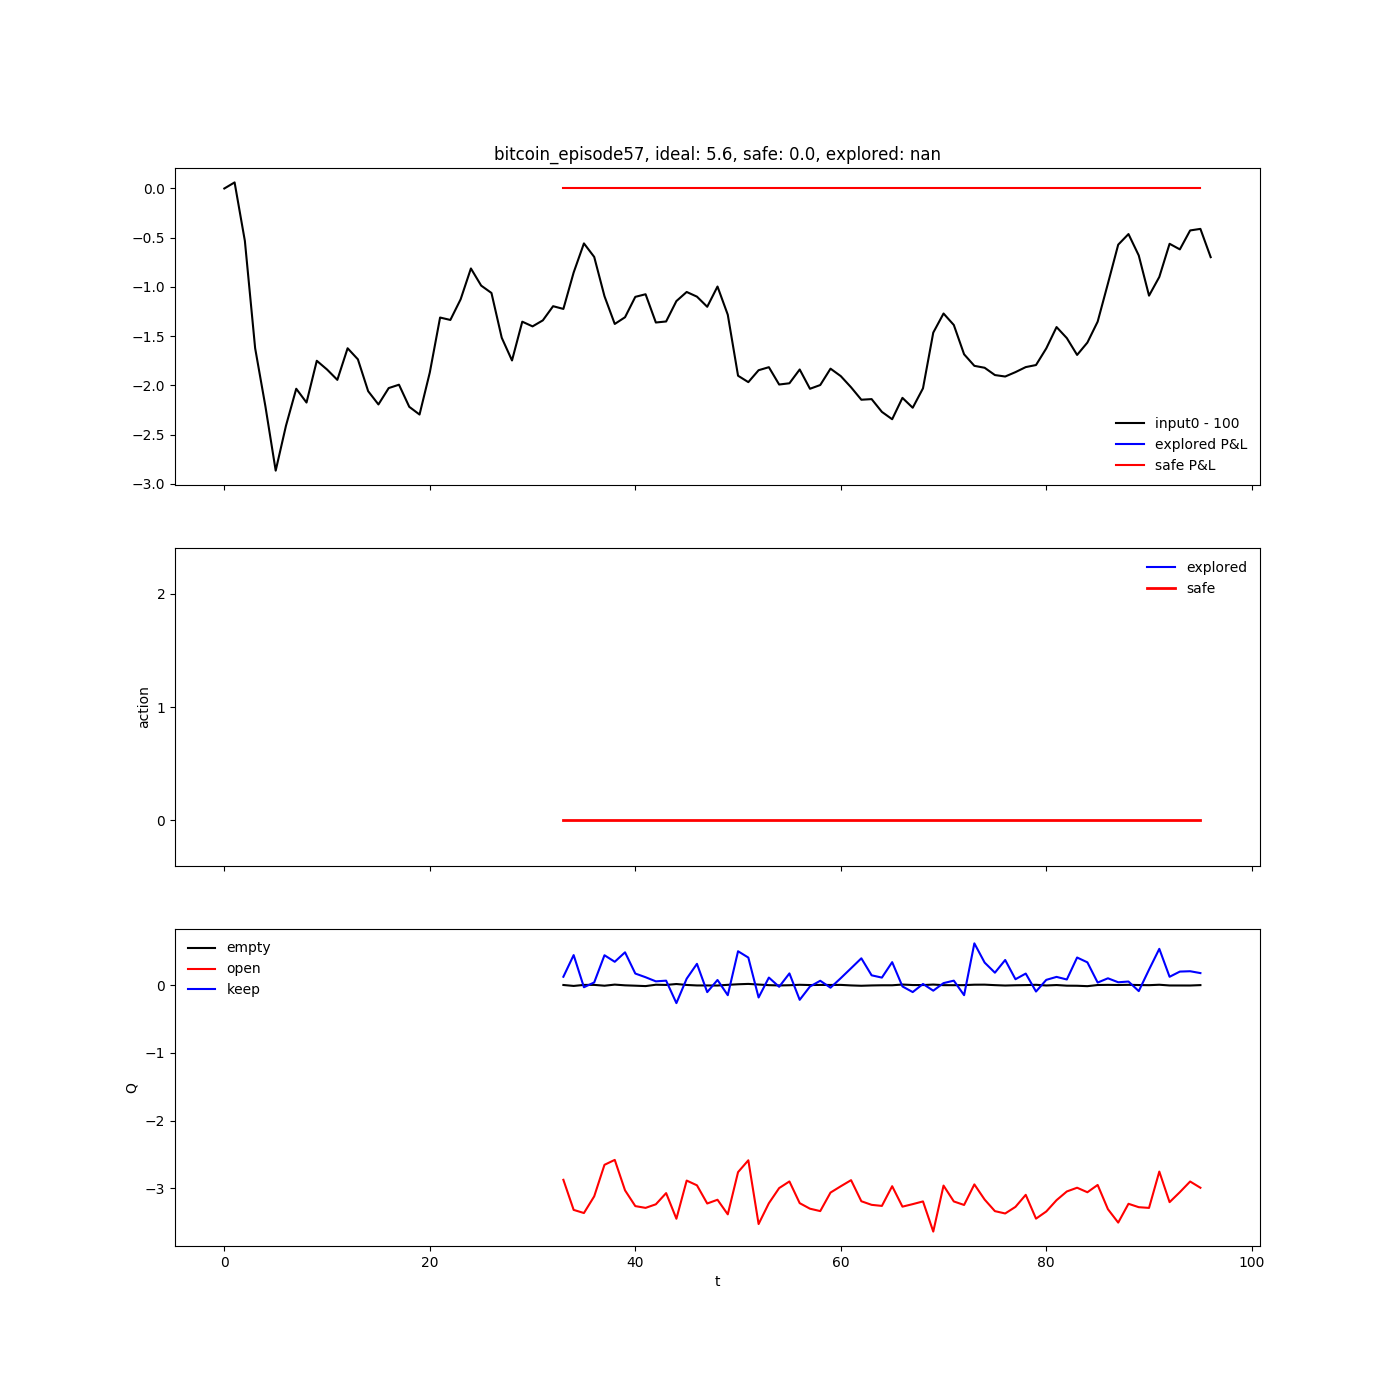 bitcoin_episode57, ideal: 5.6, safe: 0.0, explored: nan
0.0
−0.5
−1.0
−1.5
−2.0
−2.5
−3.0
input0 - 100
explored P&L
safe P&L
explored
safe
2
1
0
action
empty
open
keep
0
−1
−2
−3
Q
0 20 40 60 80 100
t